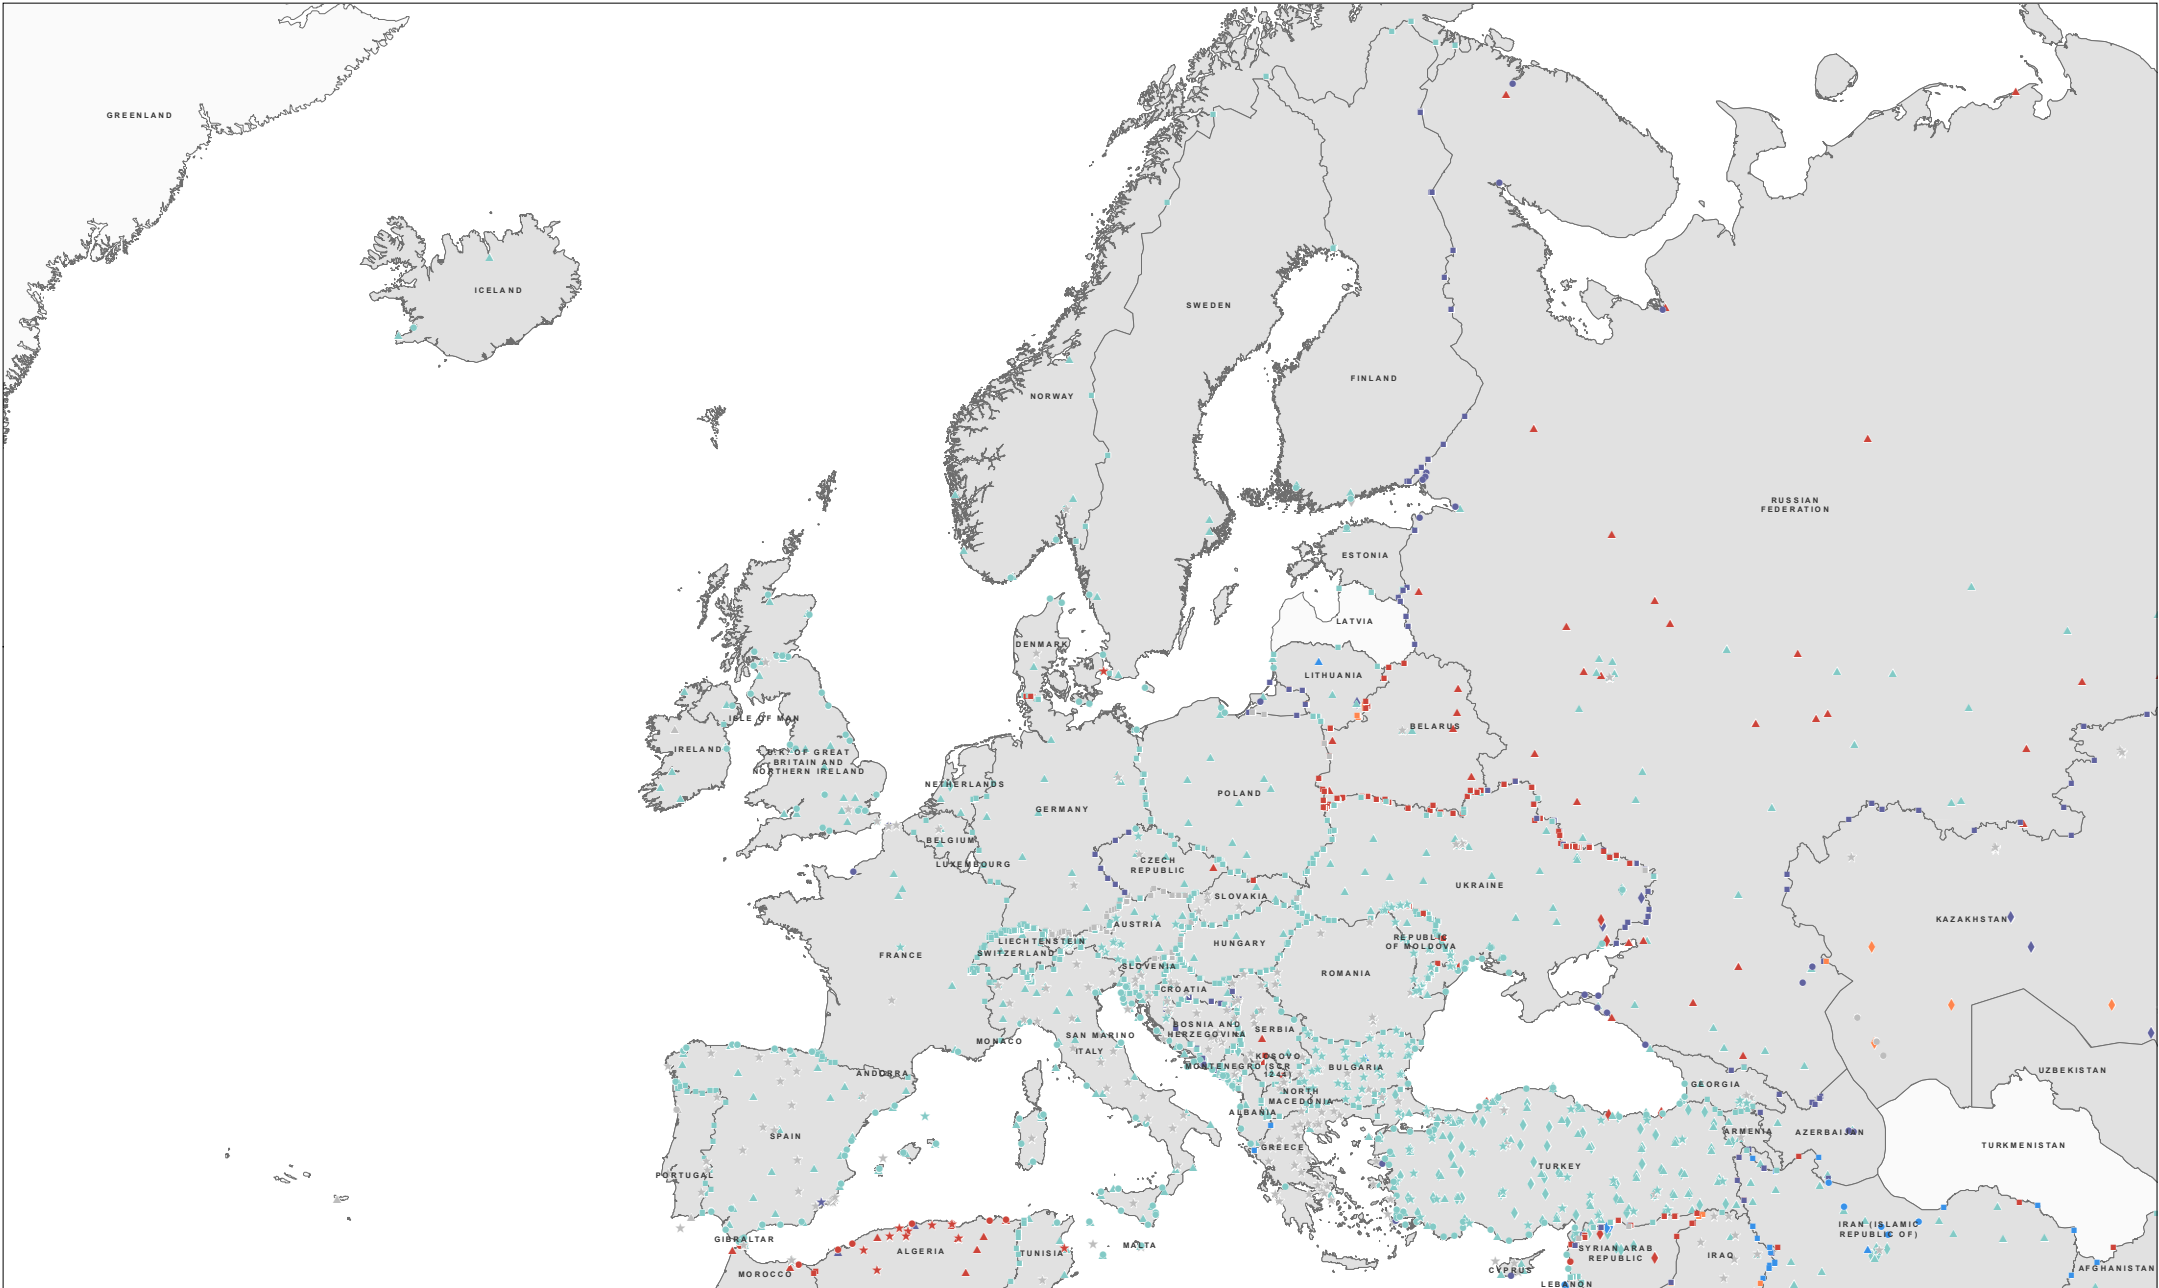 GREENLAND
ICELAND
SWEDEN
FINLAND
NORWAY
RUSSIAN
FEDERATION
ESTONIA
LATVIA
DENMARK
LITHUANIA
ISLE OF MAN
BELARUS
IRELAND
U.K. OF GREAT
BRITAIN AND
NORTHERN IRELAND
NETHERLANDS
GERMANY
POLAND
BELGIUM
LUXEMBOURG
CZECH
REPUBLIC
UKRAINE
SLOVAKIA
KAZAKHSTAN
AUSTRIA
LIECHTENSTEIN
SWITZERLAND
HUNGARY
REPUBLIC
OF MOLDOVA
FRANCE
SLOVENIA
ROMANIA
CROATIA
BOSNIA AND
HERZEGOVINA
SERBIA
SAN MARINO
MONACO
ITALY
KOSOVO
(SCR
1244)
MONTENEGRO
BULGARIA
ANDORRA
UZBEKISTAN
GEORGIA
NORTH
MACEDONIA
ALBANIA
SPAIN
ARMENIA
AZERBAIJAN
TURKMENISTAN
GREECE
TURKEY
PORTUGAL
GIBRALTAR
ALGERIA
TUNISIA
MALTA
IRAN (ISLAMIC
REPUBLIC OF)
SYRIAN ARAB
REPUBLIC
IRAQ
MOROCCO
CYPRUS
AFGHANISTAN
LEBANON